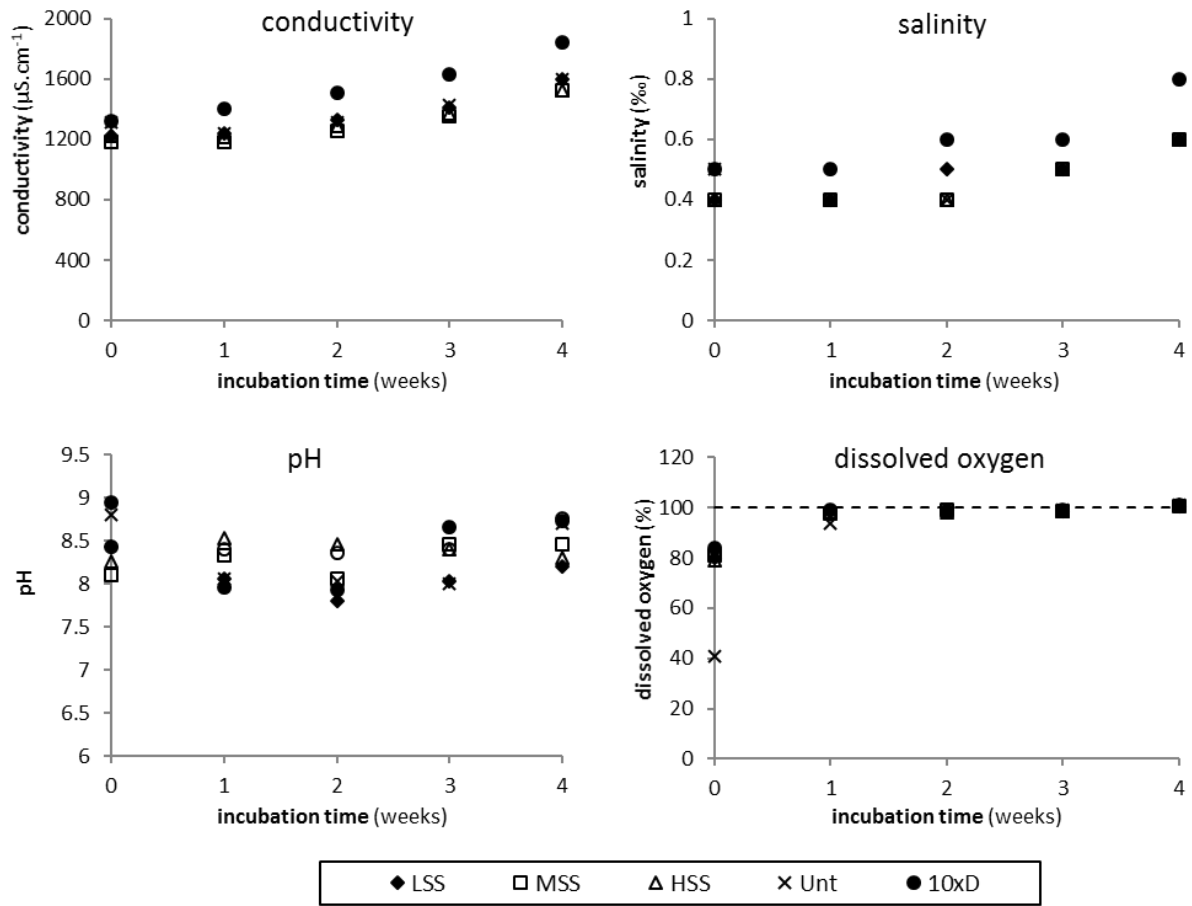 conductivity
conductivity (µS.cm-1)
2000
1600
1200
800
400
0
0 1 2 3 4
incubation time (weeks)
salinity
salinity (‰)
1
0.8
0.6
0.4
0.2
0
0 1 2 3 4
incubation time (weeks)
pH
pH
9.5
9
8.5
8
7.5
7
6.5
6
0 1 2 3 4
incubation time (weeks)
dissolved oxygen
dissolved oxygen (%)
120
100
80
60
40
20
0
0 1 2 3 4
incubation time (weeks)
LSS MSS HSS Unt 10xD